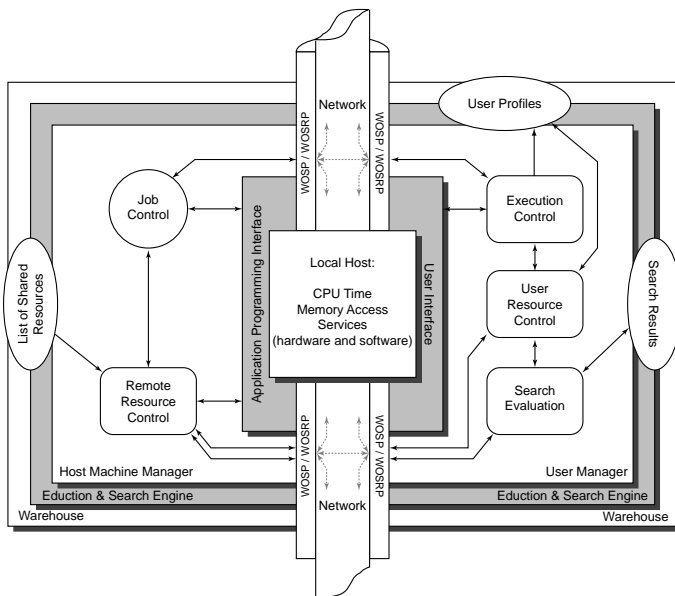 Network
User Profiles
WOSP / WOSRP
WOSP / WOSRP
Job
Control
Execution
Control
Application Programming Interface
User Interface
Local Host:
CPU Time
Memory Access
Services
(hardware and software)
List of Shared
Resources
User
Resource
Control
Search Results
Remote
Resource
Control
Search
Evaluation
WOSP / WOSRP
WOSP / WOSRP
Host Machine Manager
User Manager
Eduction & Search Engine
Eduction & Search Engine
Network
Warehouse
Warehouse